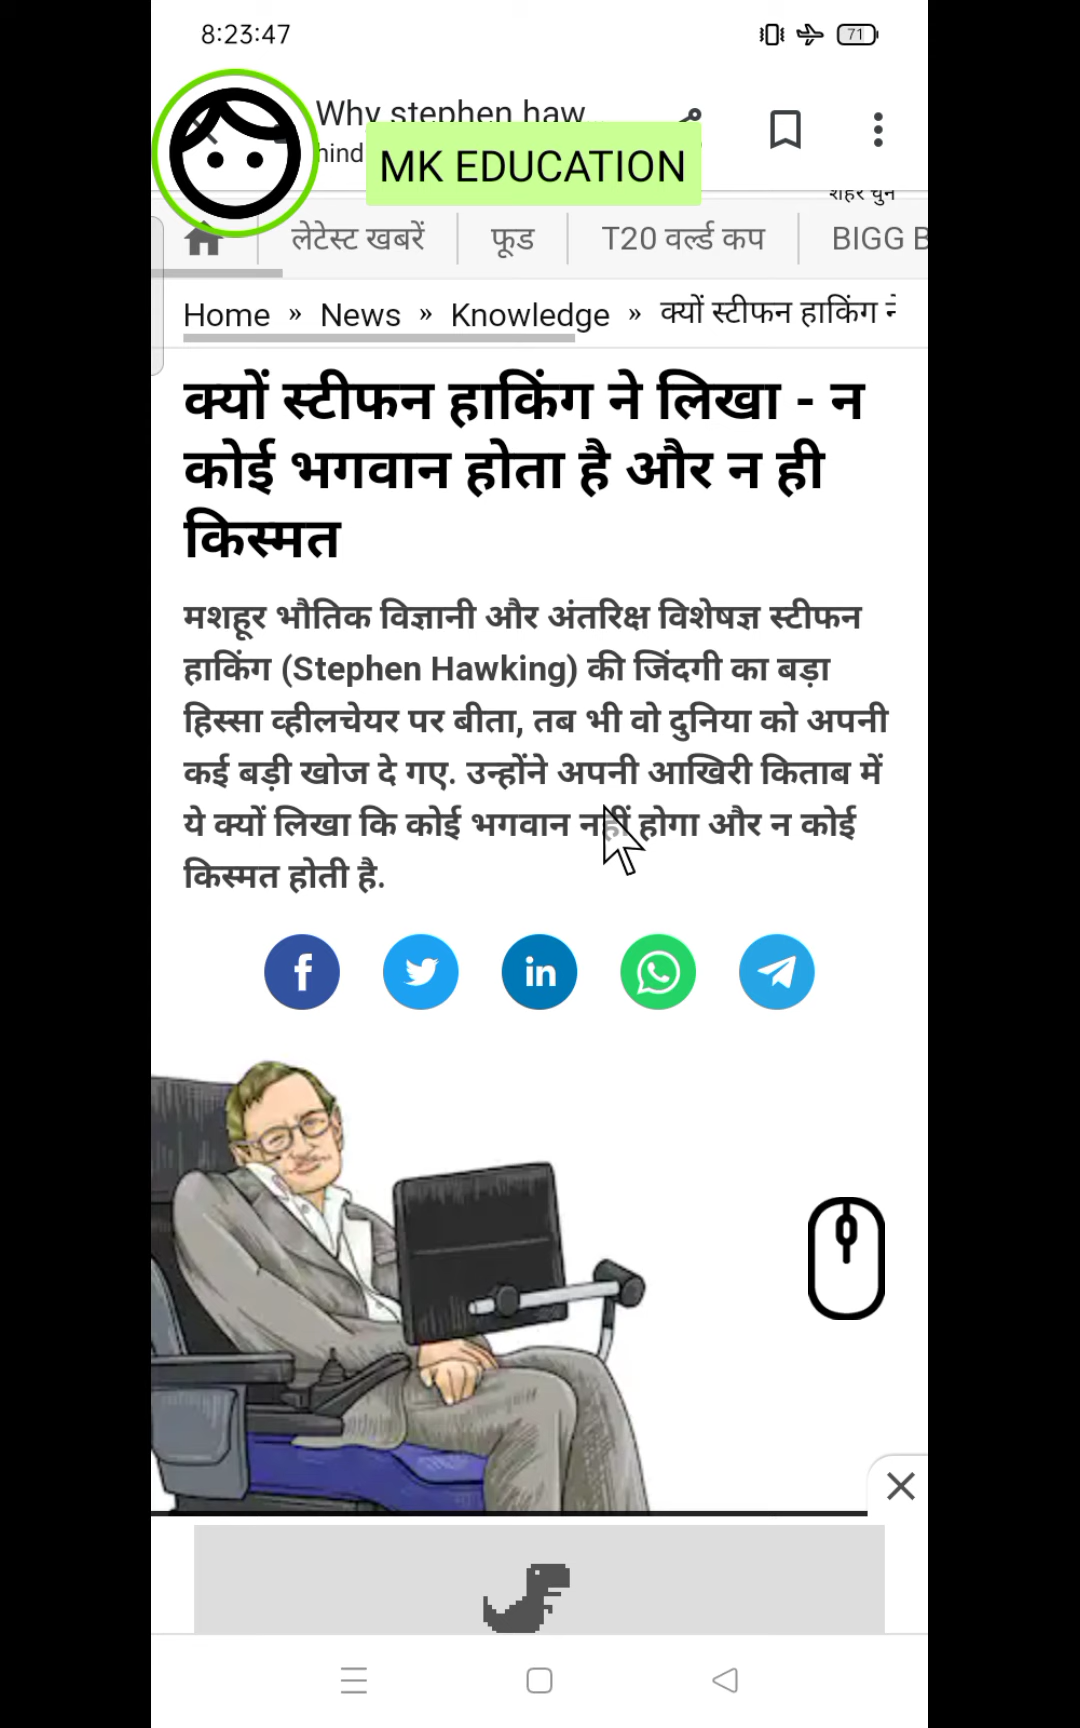 8:23:47
71
Why stephen haw...
hind
MK EDUCATION
शहर चुन
लेटेस्ट खबरें
फूड
T20 वर्ल्ड कप
BIGG B
Home » News » Knowledge » क्यों स्टीफन हाकिंग ने
क्यों स्टीफन हाकिंग ने लिखा - न
कोई भगवान होता है और न ही
किस्मत
मशहूर भौतिक विज्ञानी और अंतरिक्ष विशेषज्ञ स्टीफन
हाकिंग (Stephen Hawking) की जिंदगी का बड़ा
हिस्सा व्हीलचेयर पर बीता, तब भी वो दुनिया को अपनी
कई बड़ी खोज दे गए. उन्होंने अपनी आखिरी किताब में
ये क्यों लिखा कि कोई भगवान नहीं होगा और न कोई
किस्मत होती है.